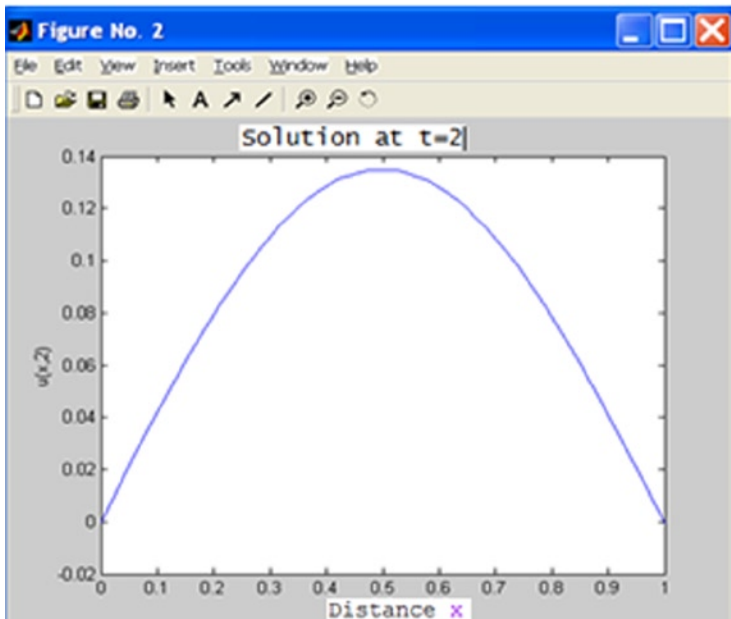 Figure No. 2
File Edit View Insert Tools Window Help
A
Solution at t=2
0.14
0.12
0.1
0.08
0.06
0.04
0.02
0
-0.02
u(x,2)
0 0.1 0.2 0.3 0.4 0.5 0.6 0.7 0.8 0.9 1
Distance x